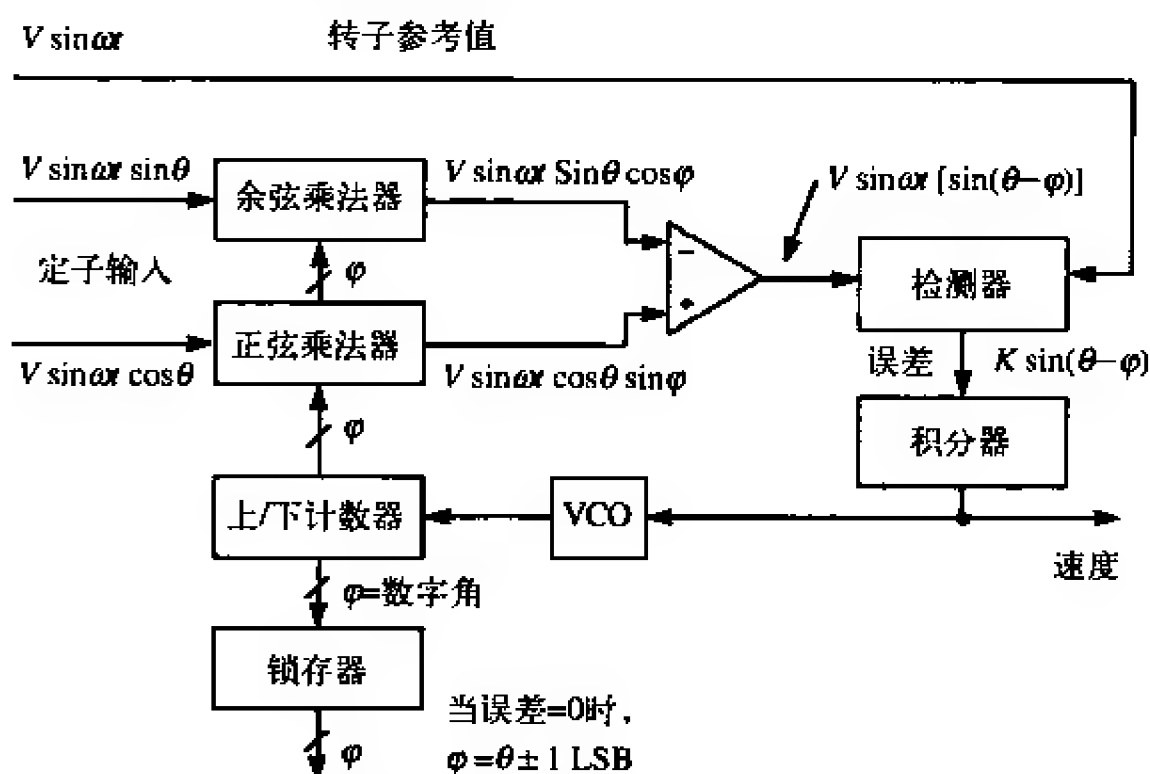 V sinωt
转子参考值
V sinωt sinθ
余弦乘法器
V sinωt Sinθ cosφ
V sinωt [sin(θ−φ)]
定子输入
φ
−
+
检测器
正弦乘法器
V sinωt cosθ
V sinωt cosθ sinφ
误差
K sin(θ−φ)
φ
积分器
上/下计数器
VCO
速度
φ=数字角
锁存器
当误差=0时,
φ
φ=θ±1 LSB